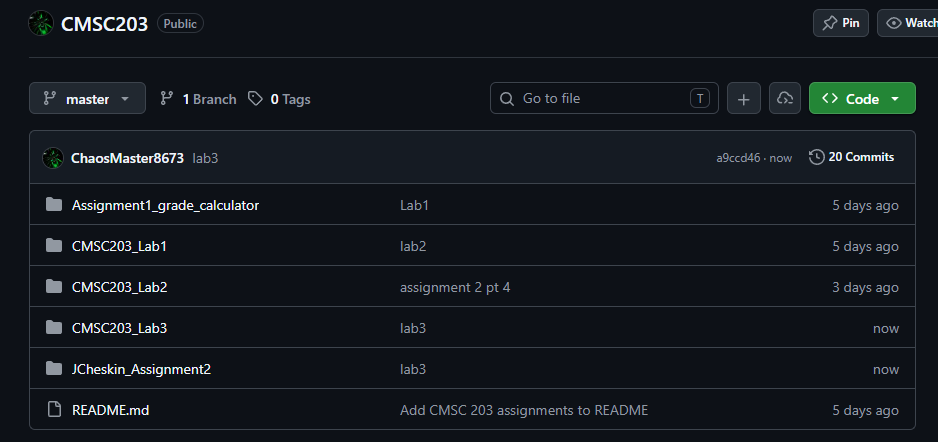 CMSC203 Public Pin Watch
master 1 Branch 0 Tags Go to file T Code
ChaosMaster8673 lab3 a9ccd46 · now 20 Commits
Assignment1_grade_calculator Lab1 5 days ago
CMSC203_Lab1 lab2 5 days ago
CMSC203_Lab2 assignment 2 pt 4 3 days ago
CMSC203_Lab3 lab3 now
JCheskin_Assignment2 lab3 now
README.md Add CMSC 203 assignments to README 5 days ago